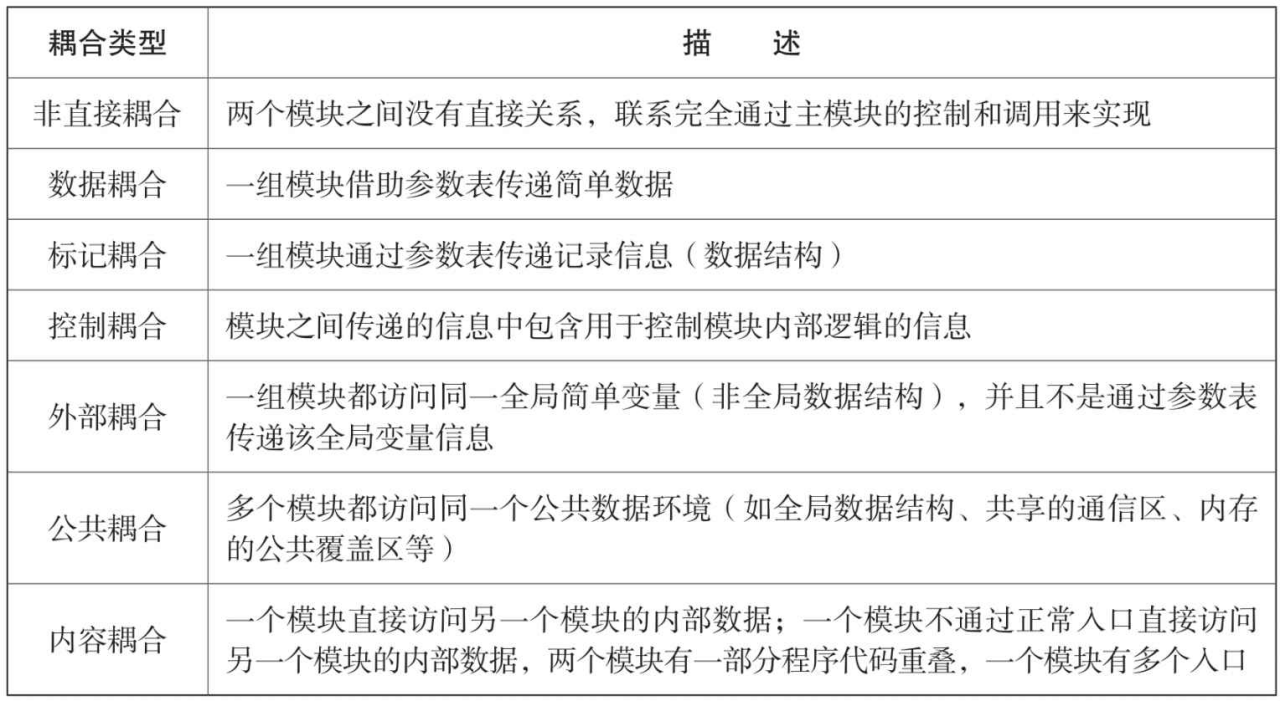 耦合类型
描 述
非直接耦合
两个模块之间没有直接关系，联系完全通过主模块的控制和调用来实现
数据耦合
一组模块借助参数表传递简单数据
标记耦合
一组模块通过参数表传递记录信息（数据结构）
控制耦合
模块之间传递的信息中包含用于控制模块内部逻辑的信息
外部耦合
一组模块都访问同一全局简单变量（非全局数据结构），并且不是通过参数表
传递该全局变量信息
公共耦合
多个模块都访问同一个公共数据环境（如全局数据结构、共享的通信区、内存
的公共覆盖区等）
内容耦合
一个模块直接访问另一个模块的内部数据；一个模块不通过正常入口直接访问
另一个模块的内部数据，两个模块有一部分程序代码重叠，一个模块有多个入口